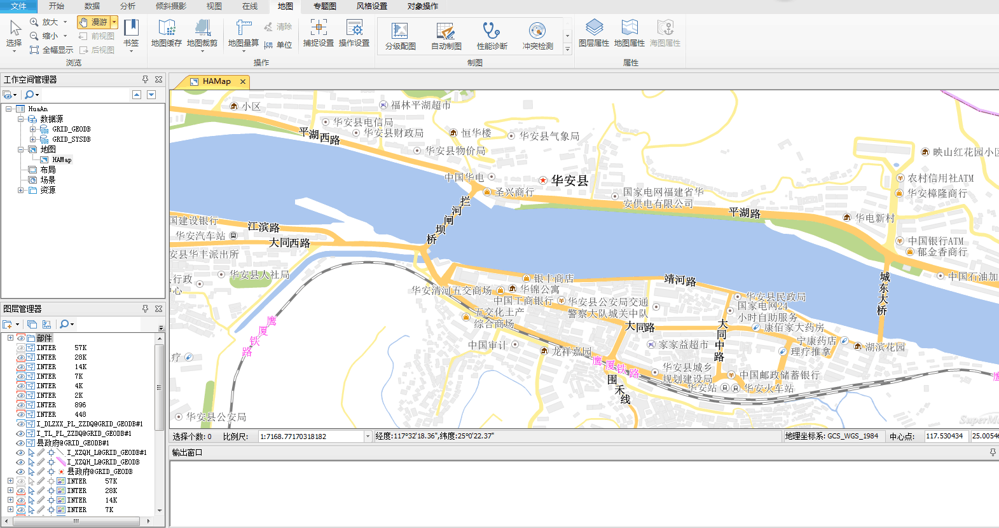 文件 开始 数据 分析 倾斜摄影 视图 在线 地图 专题图 风格设置 对象操作
选择
放大
缩小
全幅显示
漫游
前视图
后视图
书签
浏览
地图缓存
地图裁剪
地图量算
清除
单位
捕捉设置
操作设置
操作
分级配图
自动制图
性能诊断
冲突检测
制图
图层属性
地图属性
海图属性
属性
工作空间管理器
HuaAn
数据源
GRID_GEODB
GRID_SYSDB
地图
HAMap
布局
场景
资源
图层管理器
部件
INTER 57K
INTER 28K
INTER 14K
INTER 7K
INTER 4K
INTER 2K
INTER 896
INTER 448
I_DLZXX_PL_ZZDQ@GRID_GEODB#1
I_TL_PL_ZZDQ@GRID_GEODB#1
县政府@GRID_GEODB#1
I_XZQH_L@GRID_GEODB#1
I_XZQH_L@GRID_GEODB
县政府@GRID_GEODB
INTER 57K
INTER 28K
INTER 14K
INTER 7K
HAMap
小区
福林平湖超市
华安县电信局
平湖西路
华安县财政局
恒华楼
华安县气象局
华安县物价局
映山红花园小区
中国华电
华安县
农村信用社ATM
圣兴商行
国家电网福建省华
安供电有限公司
华安樟隆商行
拦河闸坝桥
平湖路
国建设银行
江滨路
华电新村
华安汽车站
大同西路
中国银行ATM
安县华丰派出所
郁金香商行
县行政
中心
华安县人社局
银丰商店
靖河路
城东大桥
中国石油加
华安清河五交商场
华锦公寓
中国工商银行
华安县公安局交通
警察大队城关中队
华安县民政局
国家电网24
小时自助服务
五交化土产
综合商场
鹰厦铁路
大同路
大同中路
康佰家大药房
中国审计
家家益超市
宁康药店
理疗推拿
湖滨花园
疗
龙祥嘉园
鹰厦铁路
华安县城乡
规划建设局
中国邮政储蓄银行
围禾线
华安站
华安火车站
鹰
华安县公安局
SuperMa
选择个数: 0 比例尺: 1:7168.77170318182 经度:117°32'18.36",纬度:25°0'22.37" 地理坐标系: GCS_WGS_1984 中心点: 117.530434 25.00546
输出窗口